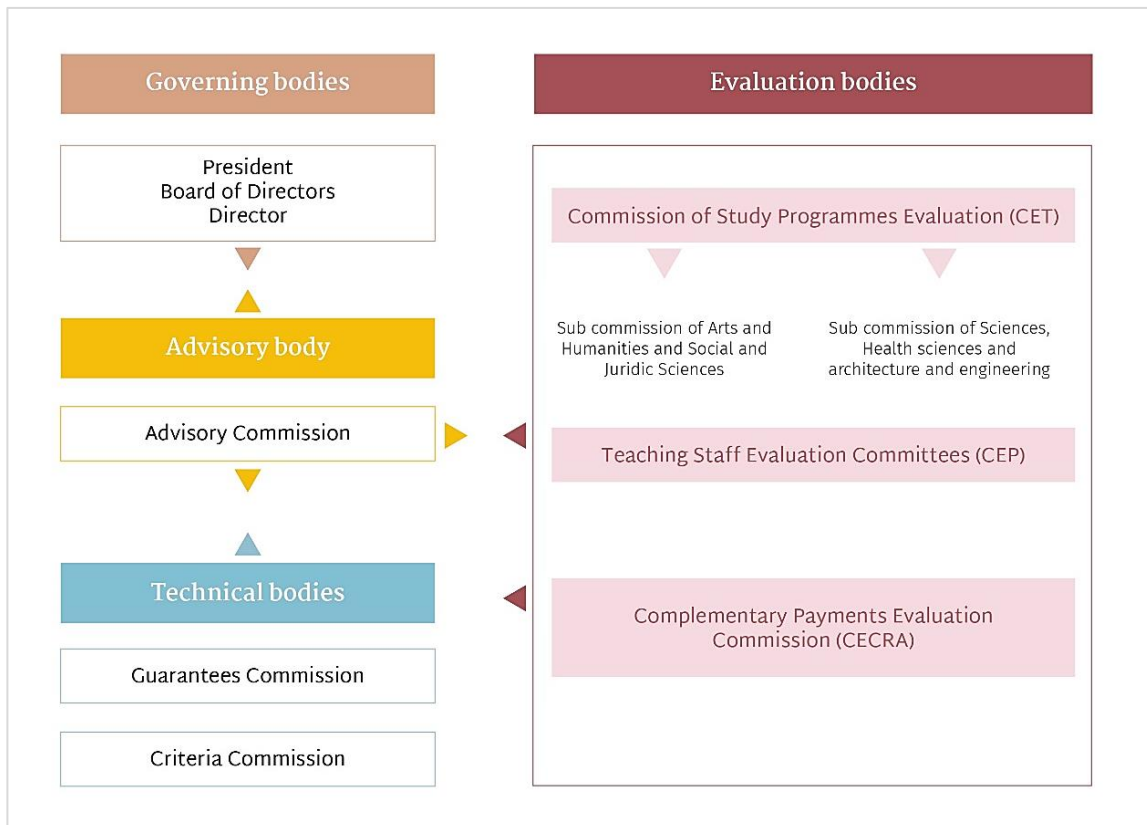 Governing bodies
President
Board of Directors
Director
Advisory body
Advisory Commission
Technical bodies
Guarantees Commission
Criteria Commission
Evaluation bodies
Commission of Study Programmes Evaluation (CET)
Sub commission of Arts and
Humanities and Social and
Juridic Sciences
Sub commission of Sciences,
Health sciences and
architecture and engineering
Teaching Staff Evaluation Committees (CEP)
Complementary Payments Evaluation
Commission (CECRA)